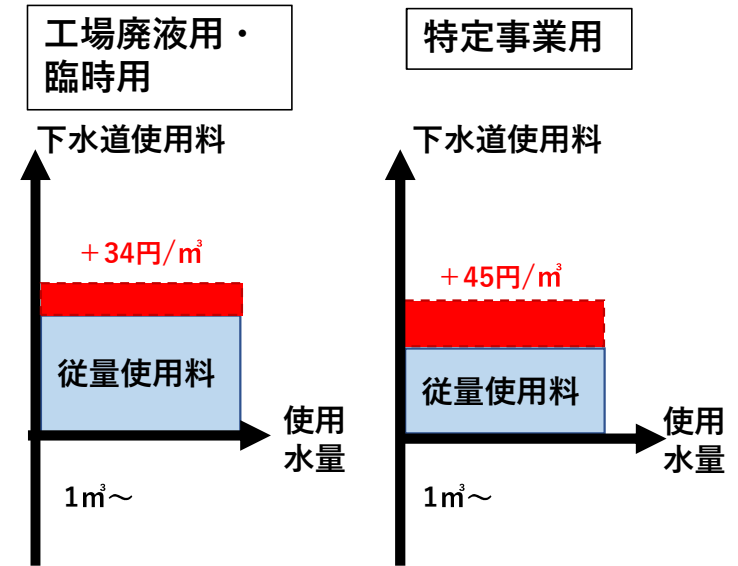 工場廃液用・
臨時用
下水道使用料
＋34円/㎥
従量使用料
使用
水量
1㎥～
特定事業用
下水道使用料
＋45円/㎥
従量使用料
使用
水量
1㎥～